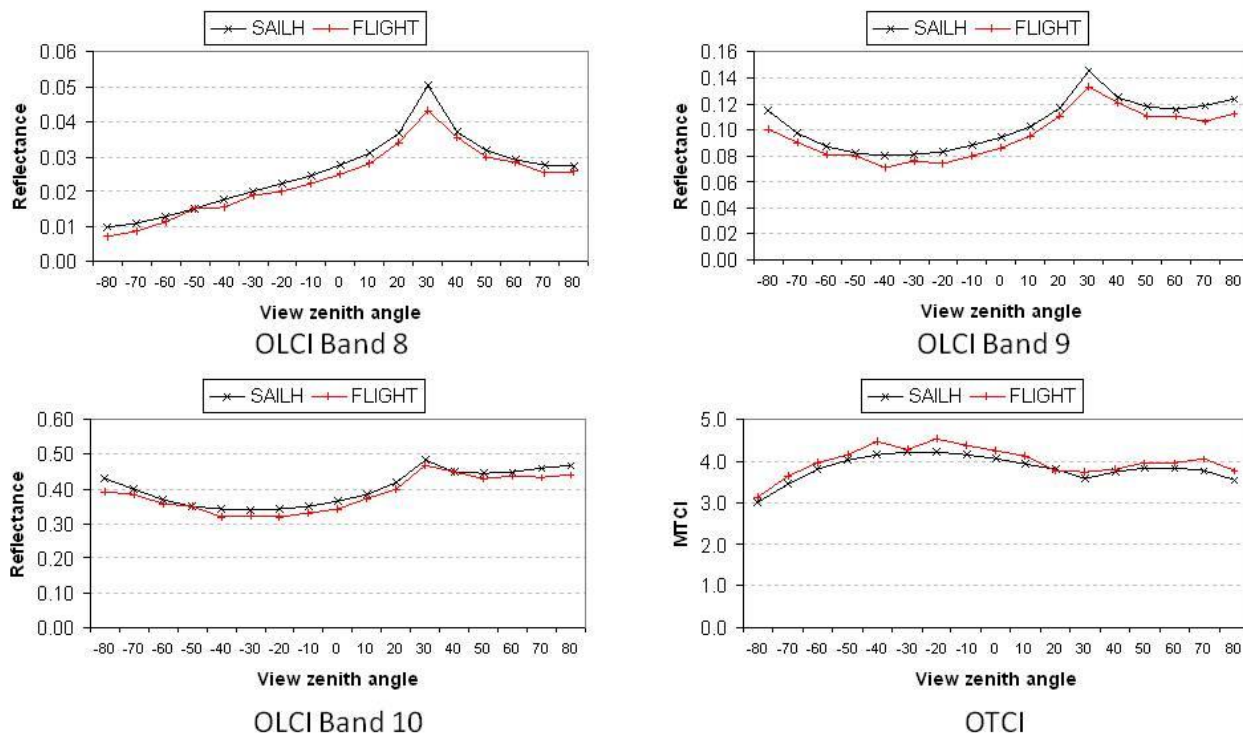 SAILH FLIGHT
0.06
0.05
0.04
0.03
0.02
0.01
0.00
Reflectance
-80 -70 -60 -50 -40 -30 -20 -10 0 10 20 30 40 50 60 70 80
View zenith angle
OLCI Band 8
SAILH FLIGHT
0.16
0.14
0.12
0.10
0.08
0.06
0.04
0.02
0.00
Reflectance
-80 -70 -60 -50 -40 -30 -20 -10 0 10 20 30 40 50 60 70 80
View zenith angle
OLCI Band 9
SAILH FLIGHT
0.60
0.50
0.40
0.30
0.20
0.10
0.00
Reflectance
-80 -70 -60 -50 -40 -30 -20 -10 0 10 20 30 40 50 60 70 80
View zenith angle
OLCI Band 10
SAILH FLIGHT
5.0
4.0
3.0
2.0
1.0
0.0
MTCI
-80 -70 -60 -50 -40 -30 -20 -10 0 10 20 30 40 50 60 70 80
View zenith angle
OTCI